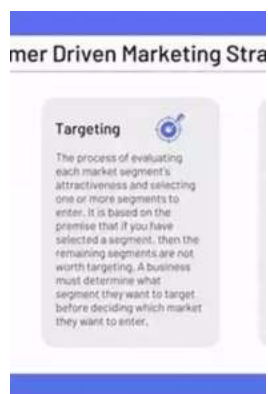 mer Driven Marketing Stra
Targeting
The process of evaluating
each market segment's
attractiveness and selecting
one or more segments to
enter. It is based on the
premise that if you have
selected a segment, then the
remaining segments are not
worth targeting. A business
must determine what
segment they want to target
before deciding which market
they want to enter.